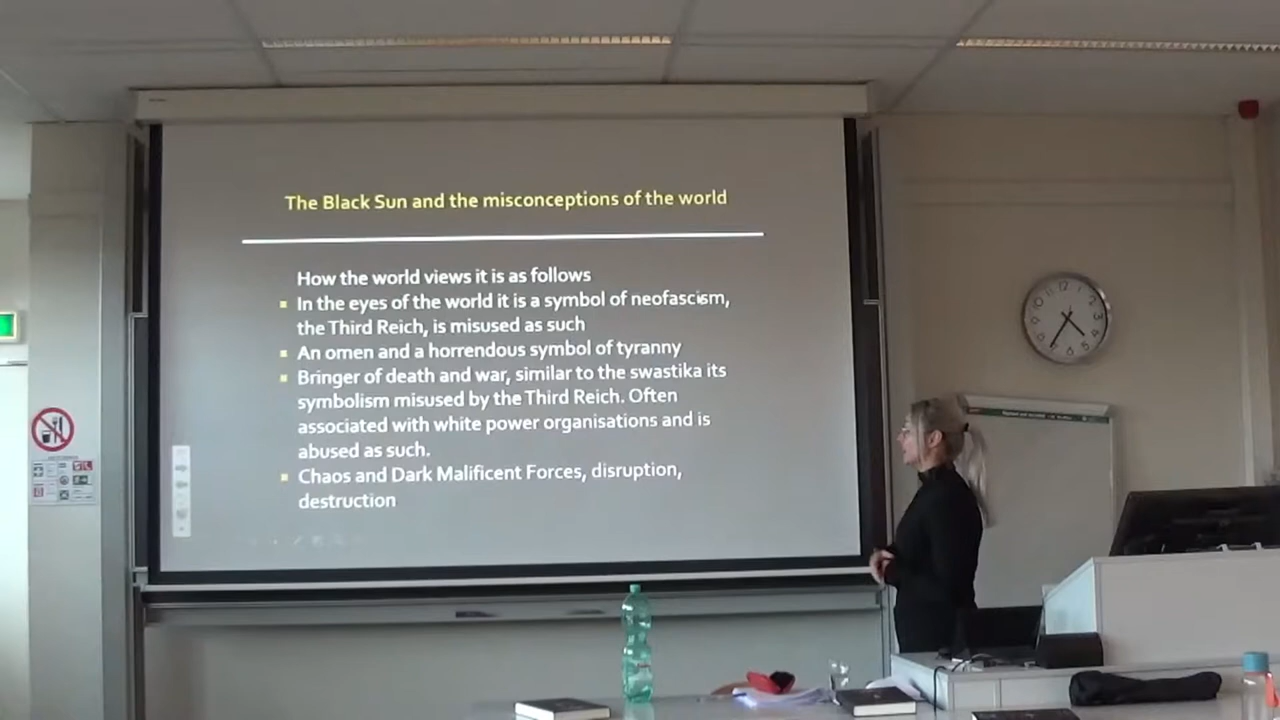 The Black Sun and the misconceptions of the world
How the world views it is as follows
In the eyes of the world it is a symbol of neofascism,
the Third Reich, is misused as such
An omen and a horrendous symbol of tyranny
Bringer of death and war, similar to the swastika its
symbolism misused by the Third Reich. Often
associated with white power organisations and is
abused as such.
Chaos and Dark Malificent Forces, disruption,
destruction